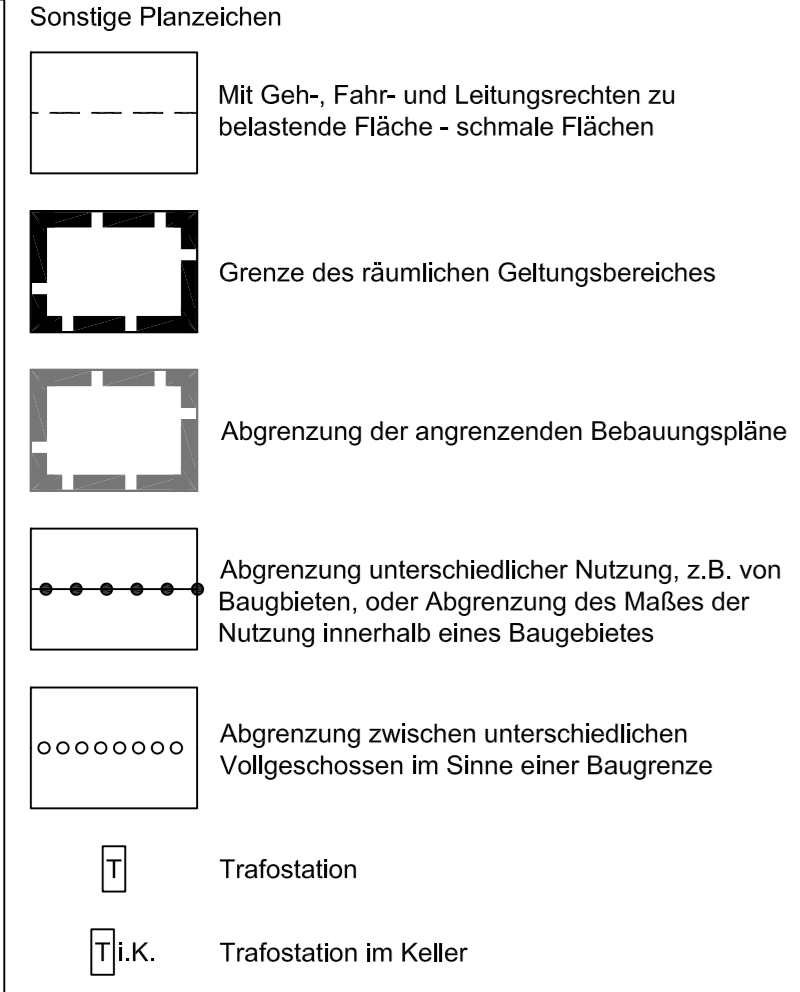 Sonstige Planzeichen
Mit Geh-, Fahr- und Leitungsrechten zu
belastende Fläche - schmale Flächen
Grenze des räumlichen Geltungsbereiches
Abgrenzung der angrenzenden Bebauungspläne
Abgrenzung unterschiedlicher Nutzung, z.B. von
Baugbieten, oder Abgrenzung des Maßes der
Nutzung innerhalb eines Baugebietes
Abgrenzung zwischen unterschiedlichen
Vollgeschossen im Sinne einer Baugrenze
T Trafostation
T i.K. Trafostation im Keller